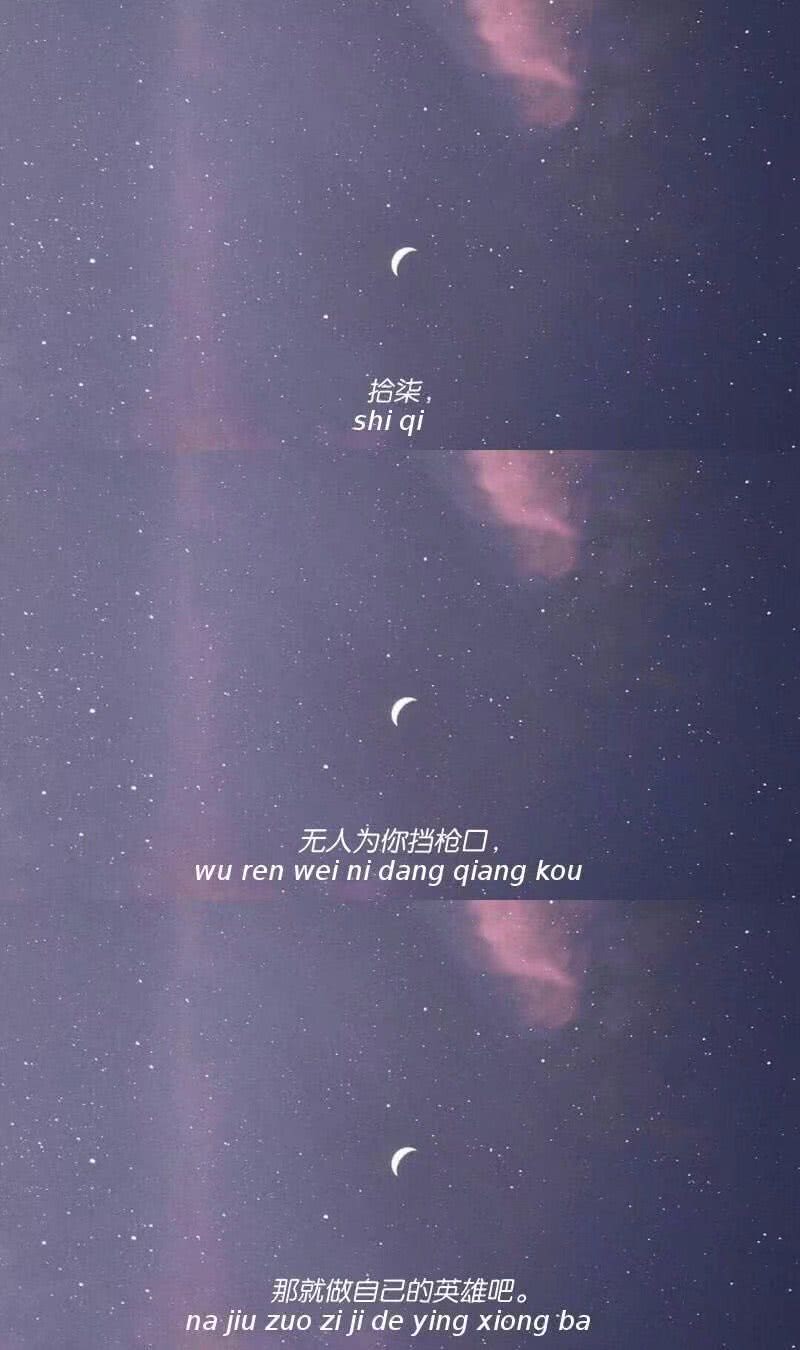 拾柒，
shi qi
无人为你挡枪口，
wu ren wei ni dang qiang kou
那就做自己的英雄吧。
na jiu zuo zi ji de ying xiong ba